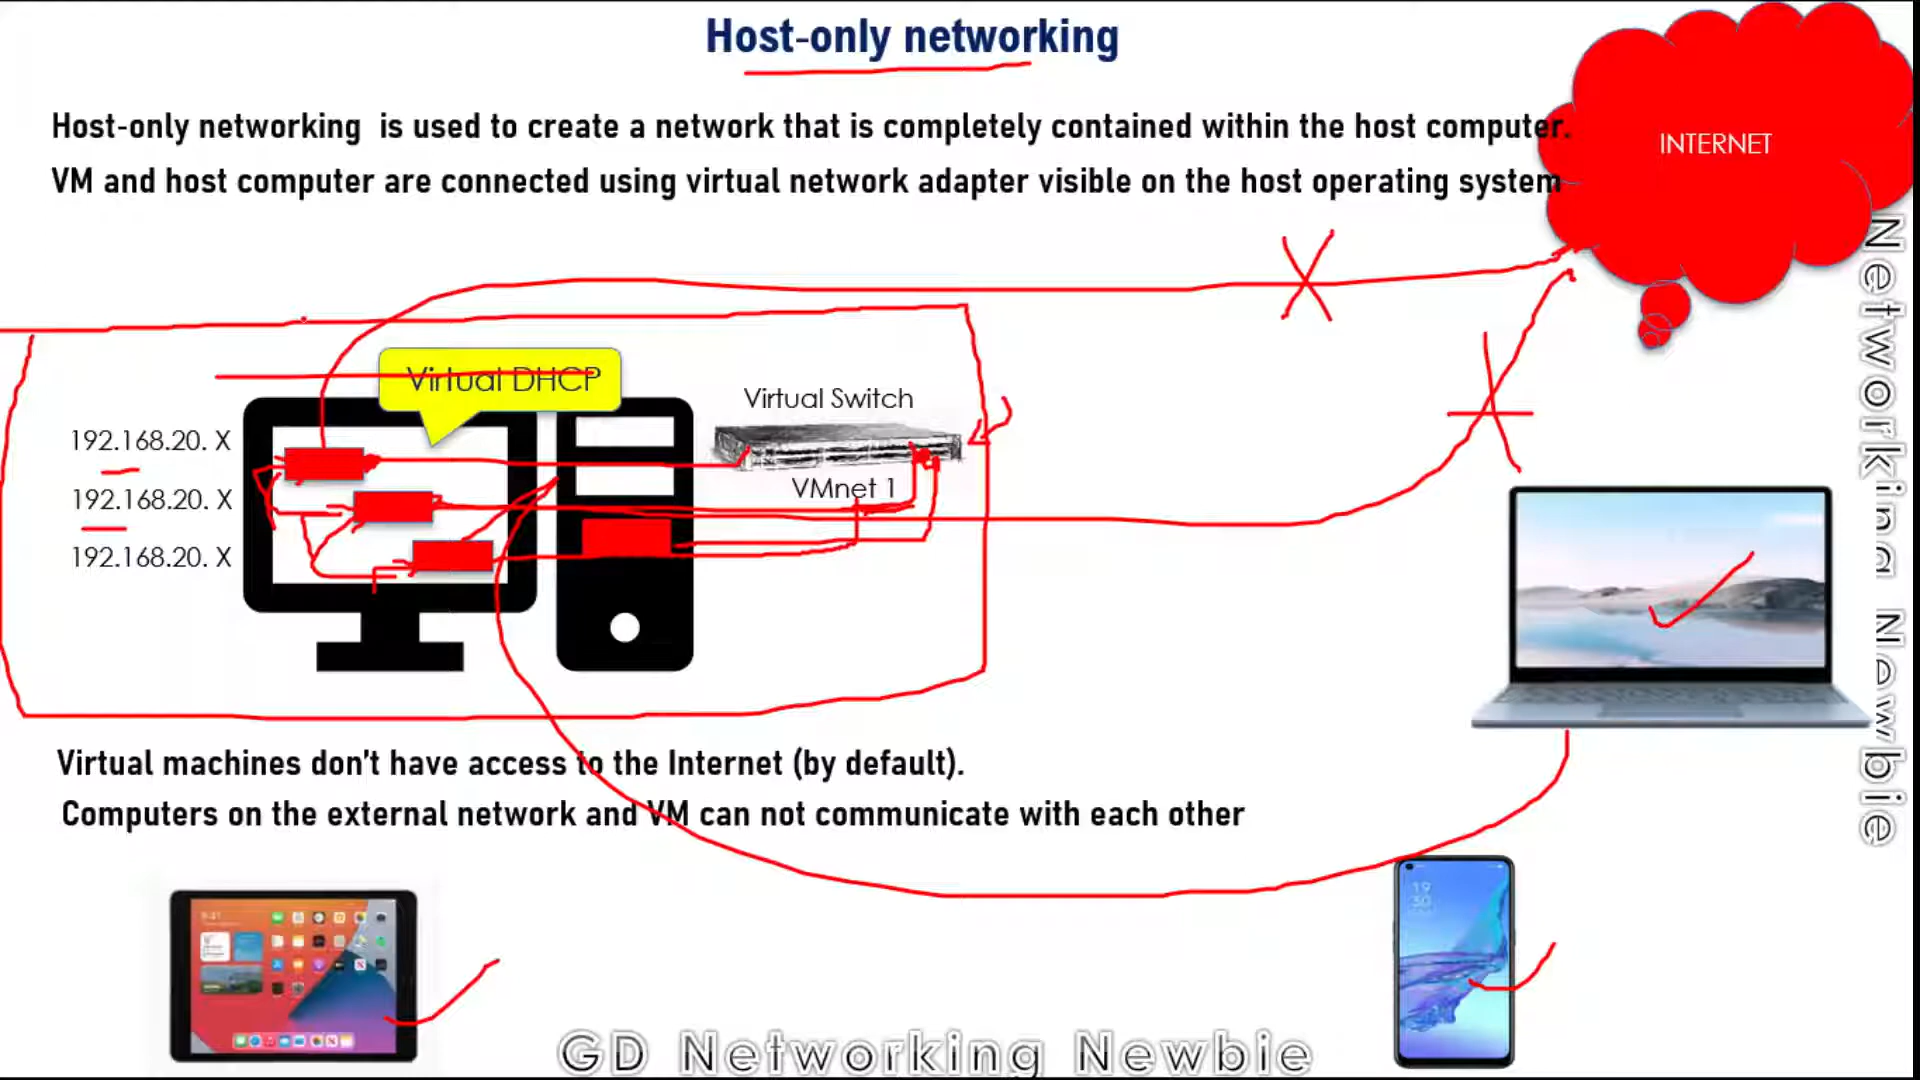 Host-only networking
Host-only networking is used to create a network that is completely contained within the host computer.
VM and host computer are connected using virtual network adapter visible on the host operating system
INTERNET
Virtual DHCP
Virtual Switch
192.168.20. X
192.168.20. X
VMnet 1
192.168.20. X
Virtual machines don't have access to the Internet (by default).
Computers on the external network and VM can not communicate with each other
9:41
19
30
GD Networking Newbie
Networking Newbie